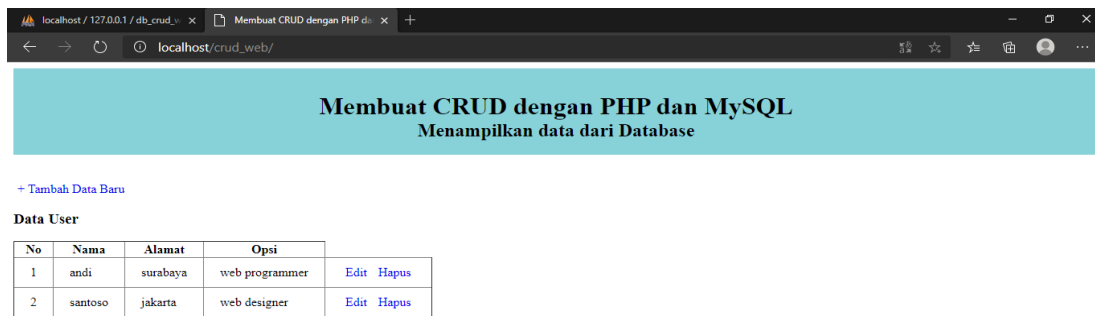 localhost / 127.0.0.1 / db_crud_w
Membuat CRUD dengan PHP da
localhost/crud_web/
Membuat CRUD dengan PHP dan MySQL
Menampilkan data dari Database
+ Tambah Data Baru
Data User
No Nama Alamat Opsi
1 andi surabaya web programmer Edit Hapus
2 santoso jakarta web designer Edit Hapus